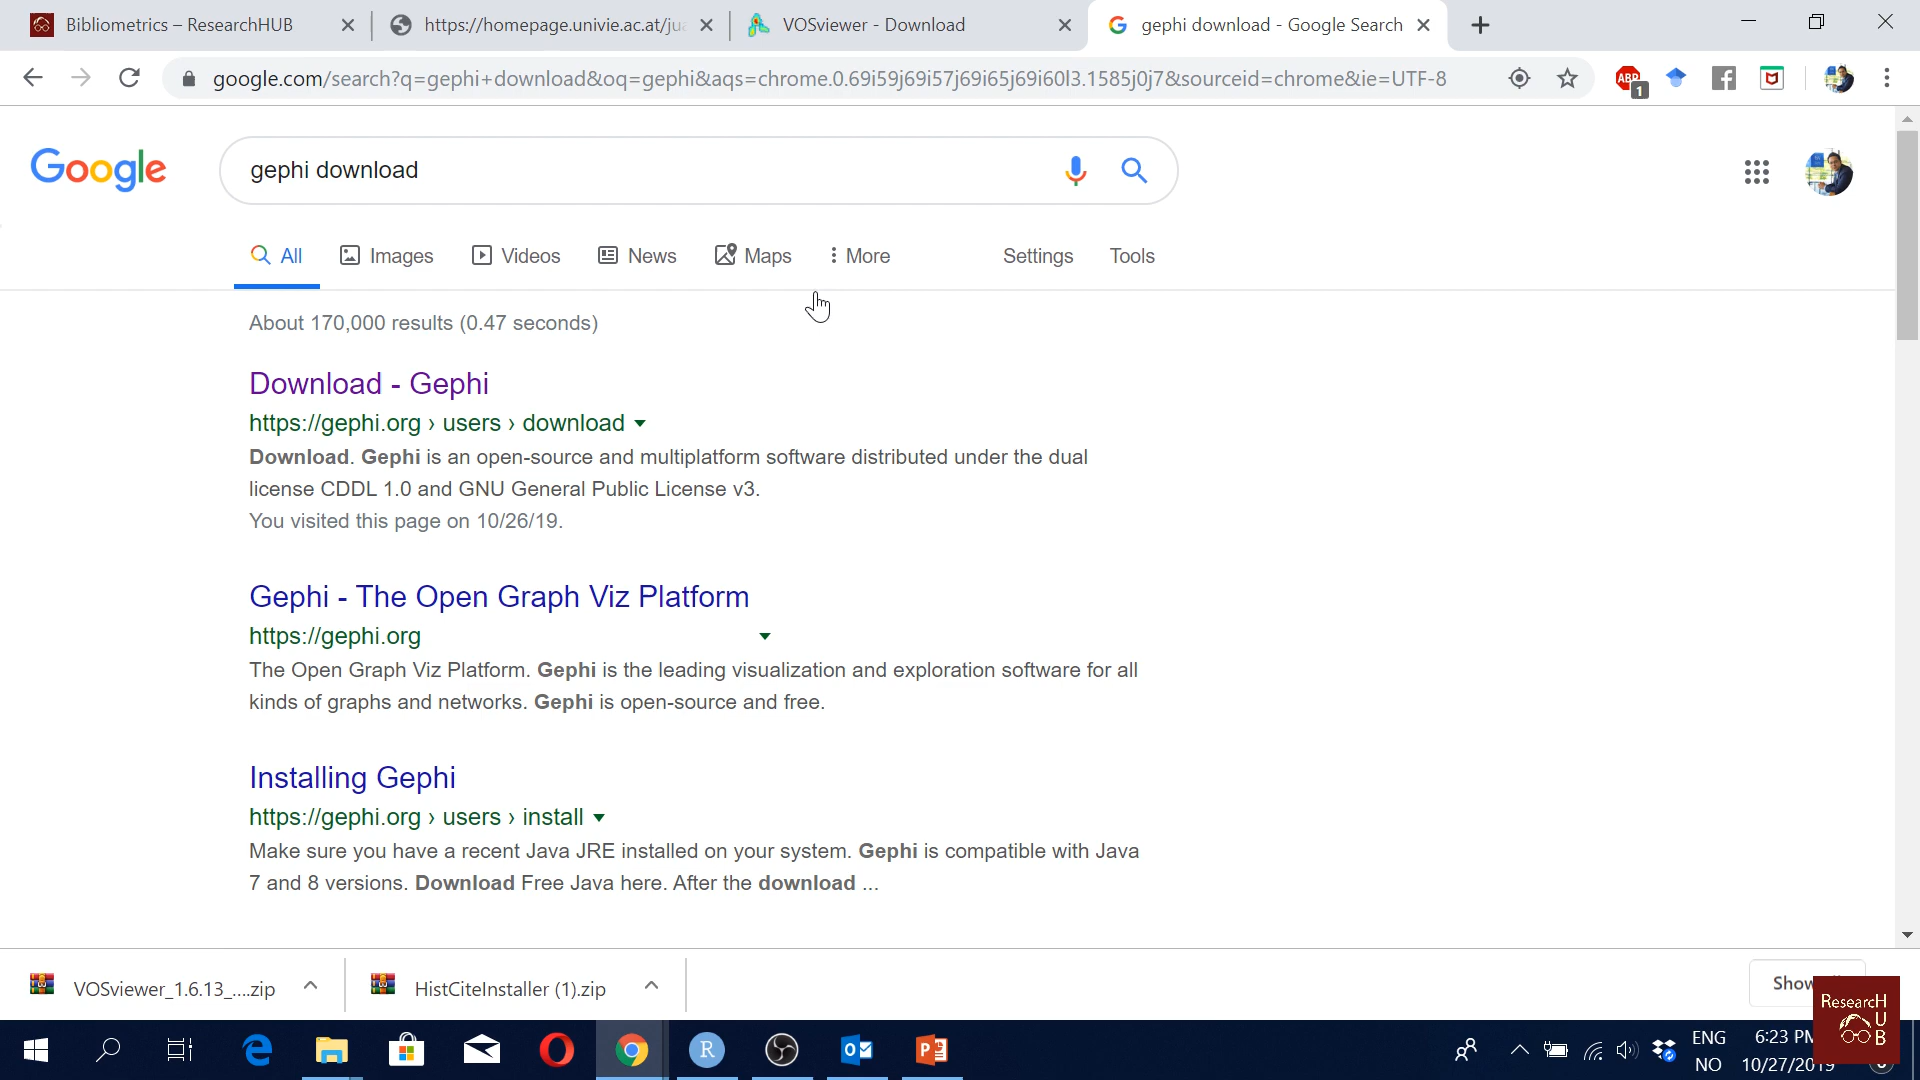 Bibliometrics – ResearchHUB
https://homepage.univie.ac.at/jua
VOSviewer - Download
gephi download - Google Search
google.com/search?q=gephi+download&oq=gephi&aqs=chrome.0.69i59j69i57j69i65j69i60l3.1585j0j7&sourceid=chrome&ie=UTF-8
ABP
1
Google
gephi download
All
Images
Videos
News
Maps
More
Settings
Tools
About 170,000 results (0.47 seconds)
Download - Gephi
https://gephi.org › users › download
Download. Gephi is an open-source and multiplatform software distributed under the dual
license CDDL 1.0 and GNU General Public License v3.
You visited this page on 10/26/19.
Gephi - The Open Graph Viz Platform
https://gephi.org
The Open Graph Viz Platform. Gephi is the leading visualization and exploration software for all
kinds of graphs and networks. Gephi is open-source and free.
Installing Gephi
https://gephi.org › users › install
Make sure you have a recent Java JRE installed on your system. Gephi is compatible with Java
7 and 8 versions. Download Free Java here. After the download ...
VOSviewer_1.6.13_....zip
HistCiteInstaller (1).zip
Show
ResearcH
U
B
ENG
NO
6:23 PM
10/27/2019